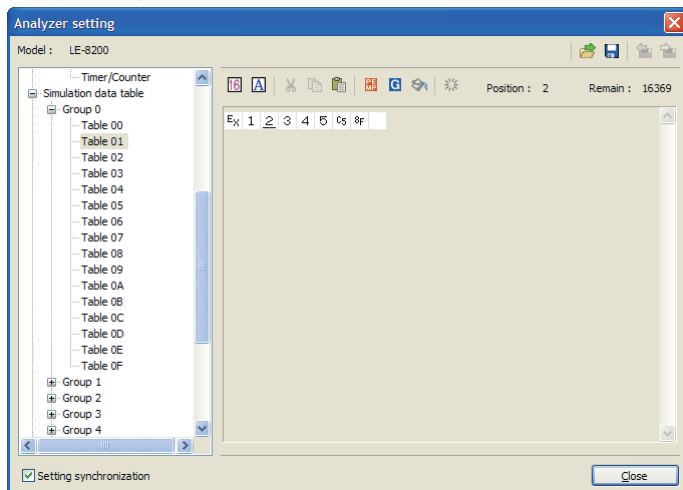 Analyzer setting
Model : LE-8200
Timer/Counter
Simulation data table
Group 0
Table 00
Table 01
Table 02
Table 03
Table 04
Table 05
Table 06
Table 07
Table 08
Table 09
Table 0A
Table 0B
Table 0C
Table 0D
Table 0E
Table 0F
Group 1
Group 2
Group 3
Group 4
16 A G Position : 2 Remain : 16369
EX 1 2 3 4 5 C5 8F
Setting synchronization
Close